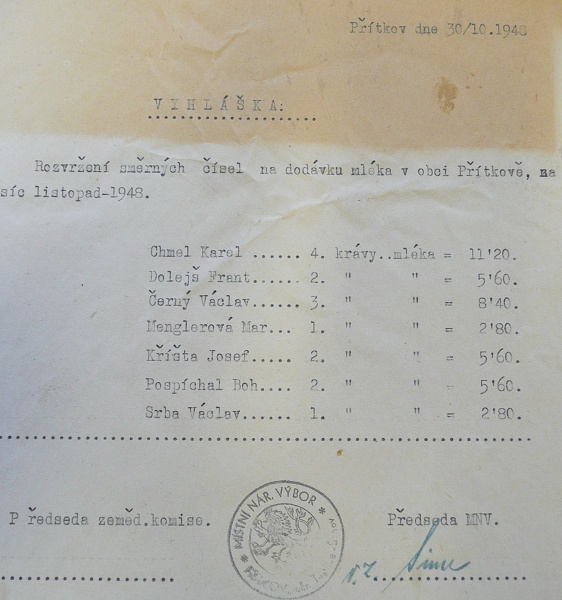 Přítkov dne 30/10.1948
VYHLÁŠKA:
Rozvržení směrných čísel na dodávku mléka v obci Přítkově, na
síc listopad-1948.
Chmel Karel ...... 4. krávy..mléka = 11'20.
Dolejš Frant..... 2. " " = 5'60.
Černý Václav..... 3. " " = 8'40.
Menglerová Mar... 1. " " = 2'80.
Kříšta Josef..... 2. " " = 5'60.
Pospíchal Boh.... 2. " " = 5'60.
Srba Václav...... 1. " " = 2'80.
MÍSTNÍ NÁR. VÝBOR
P ředseda zeměd.komise.
Předseda MNV.